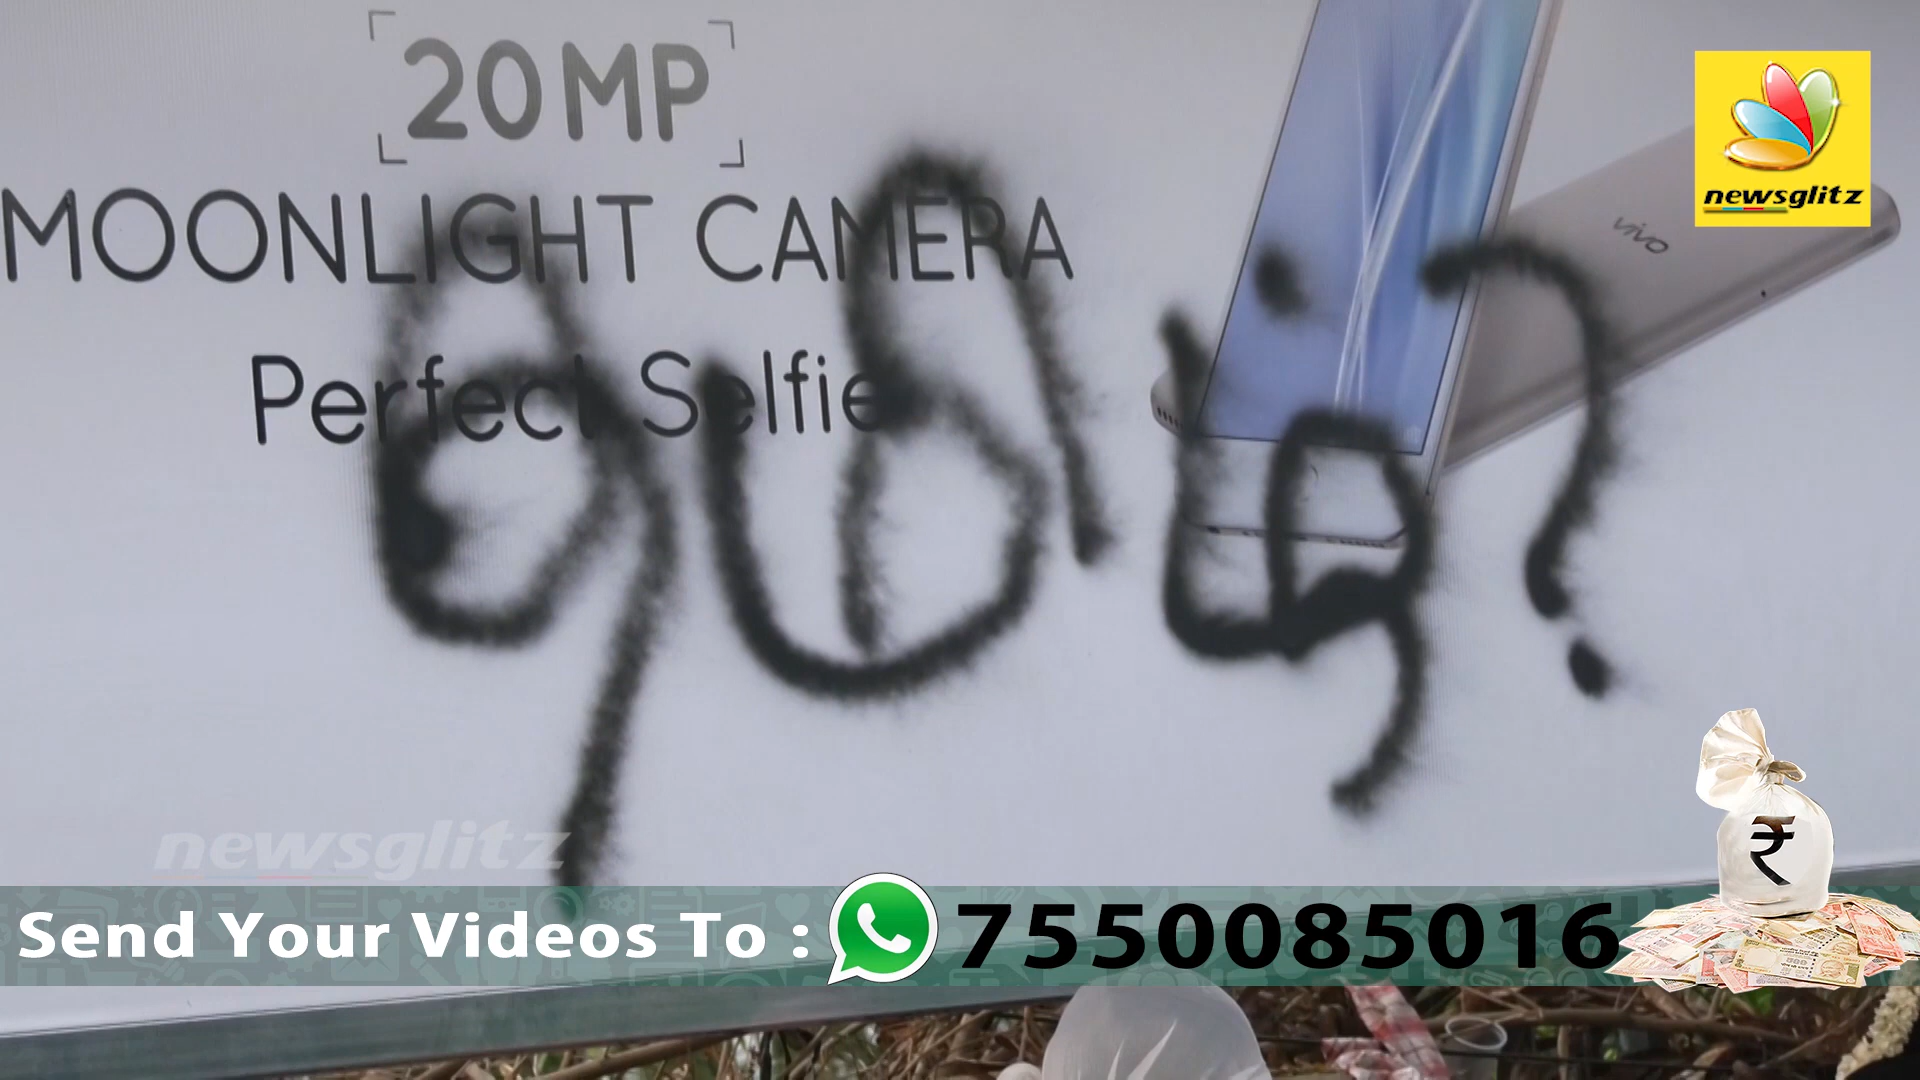 20MP
MOONLIGHT CAMERA
Perfect Selfie
vivo
newsglitz
newsglitz
Send Your Videos To : 7550085016
₹